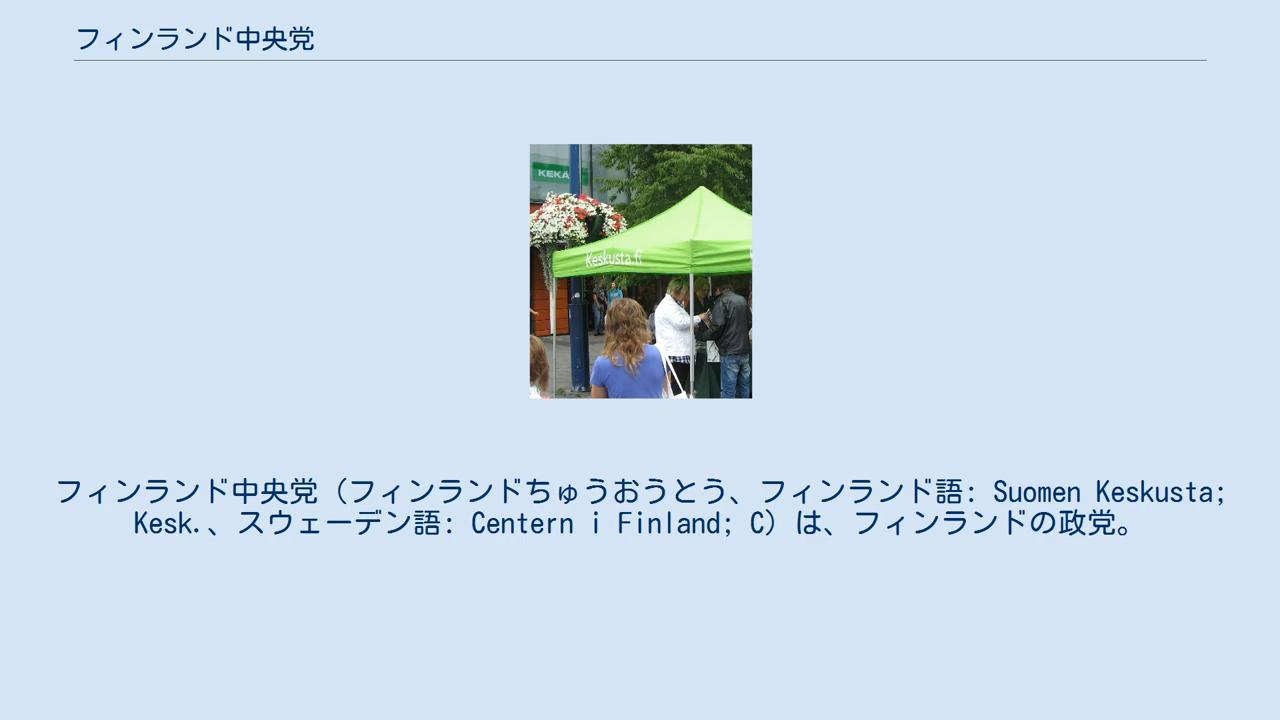 フィンランド中央党
KEKÄ
Keskusta.fi
フィンランド中央党（フィンランドちゅうおうとう、フィンランド語: Suomen Keskusta;
Kesk.、スウェーデン語: Centern i Finland; C）は、フィンランドの政党。